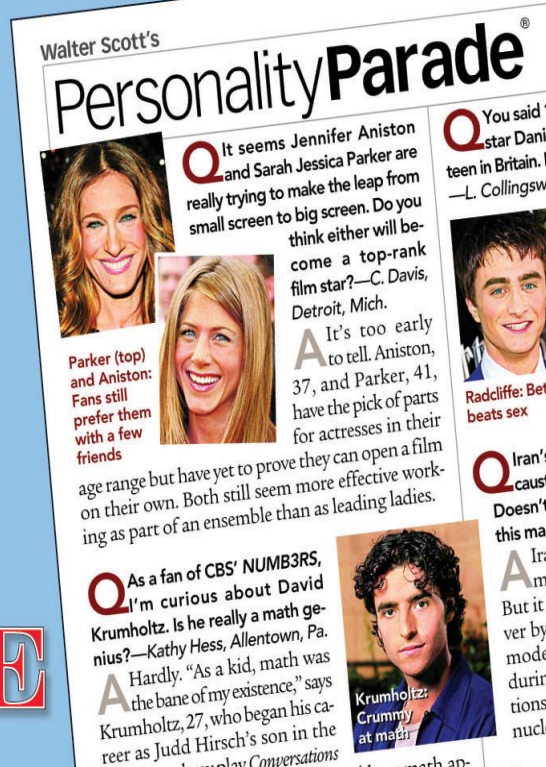 Walter Scott's
PersonalityParade®
Q It seems Jennifer Aniston
and Sarah Jessica Parker are
really trying to make the leap from
small screen to big screen. Do you
think either will be-
come a top-rank
film star?—C. Davis,
Detroit, Mich.
A It's too early
to tell. Aniston,
37, and Parker, 41,
have the pick of parts
for actresses in their
age range but have yet to prove they can open a film
on their own. Both still seem more effective work-
ing as part of an ensemble than as leading ladies.
Parker (top)
and Aniston:
Fans still
prefer them
with a few
friends
Q As a fan of CBS' NUMB3RS,
I'm curious about David
Krumholtz. Is he really a math ge-
nius?—Kathy Hess, Allentown, Pa.
A Hardly. "As a kid, math was
the bane of my existence," says
Krumholtz, 27, who began his ca-
reer as Judd Hirsch's son in the
play Conversations
Krumholtz:
Crummy
at math
math ap-
Q You said
star
teen in Britain.
—L.
Radcliffe:
beats sex
Q Iran's
Doesn't
this
A
But it
ver by
E